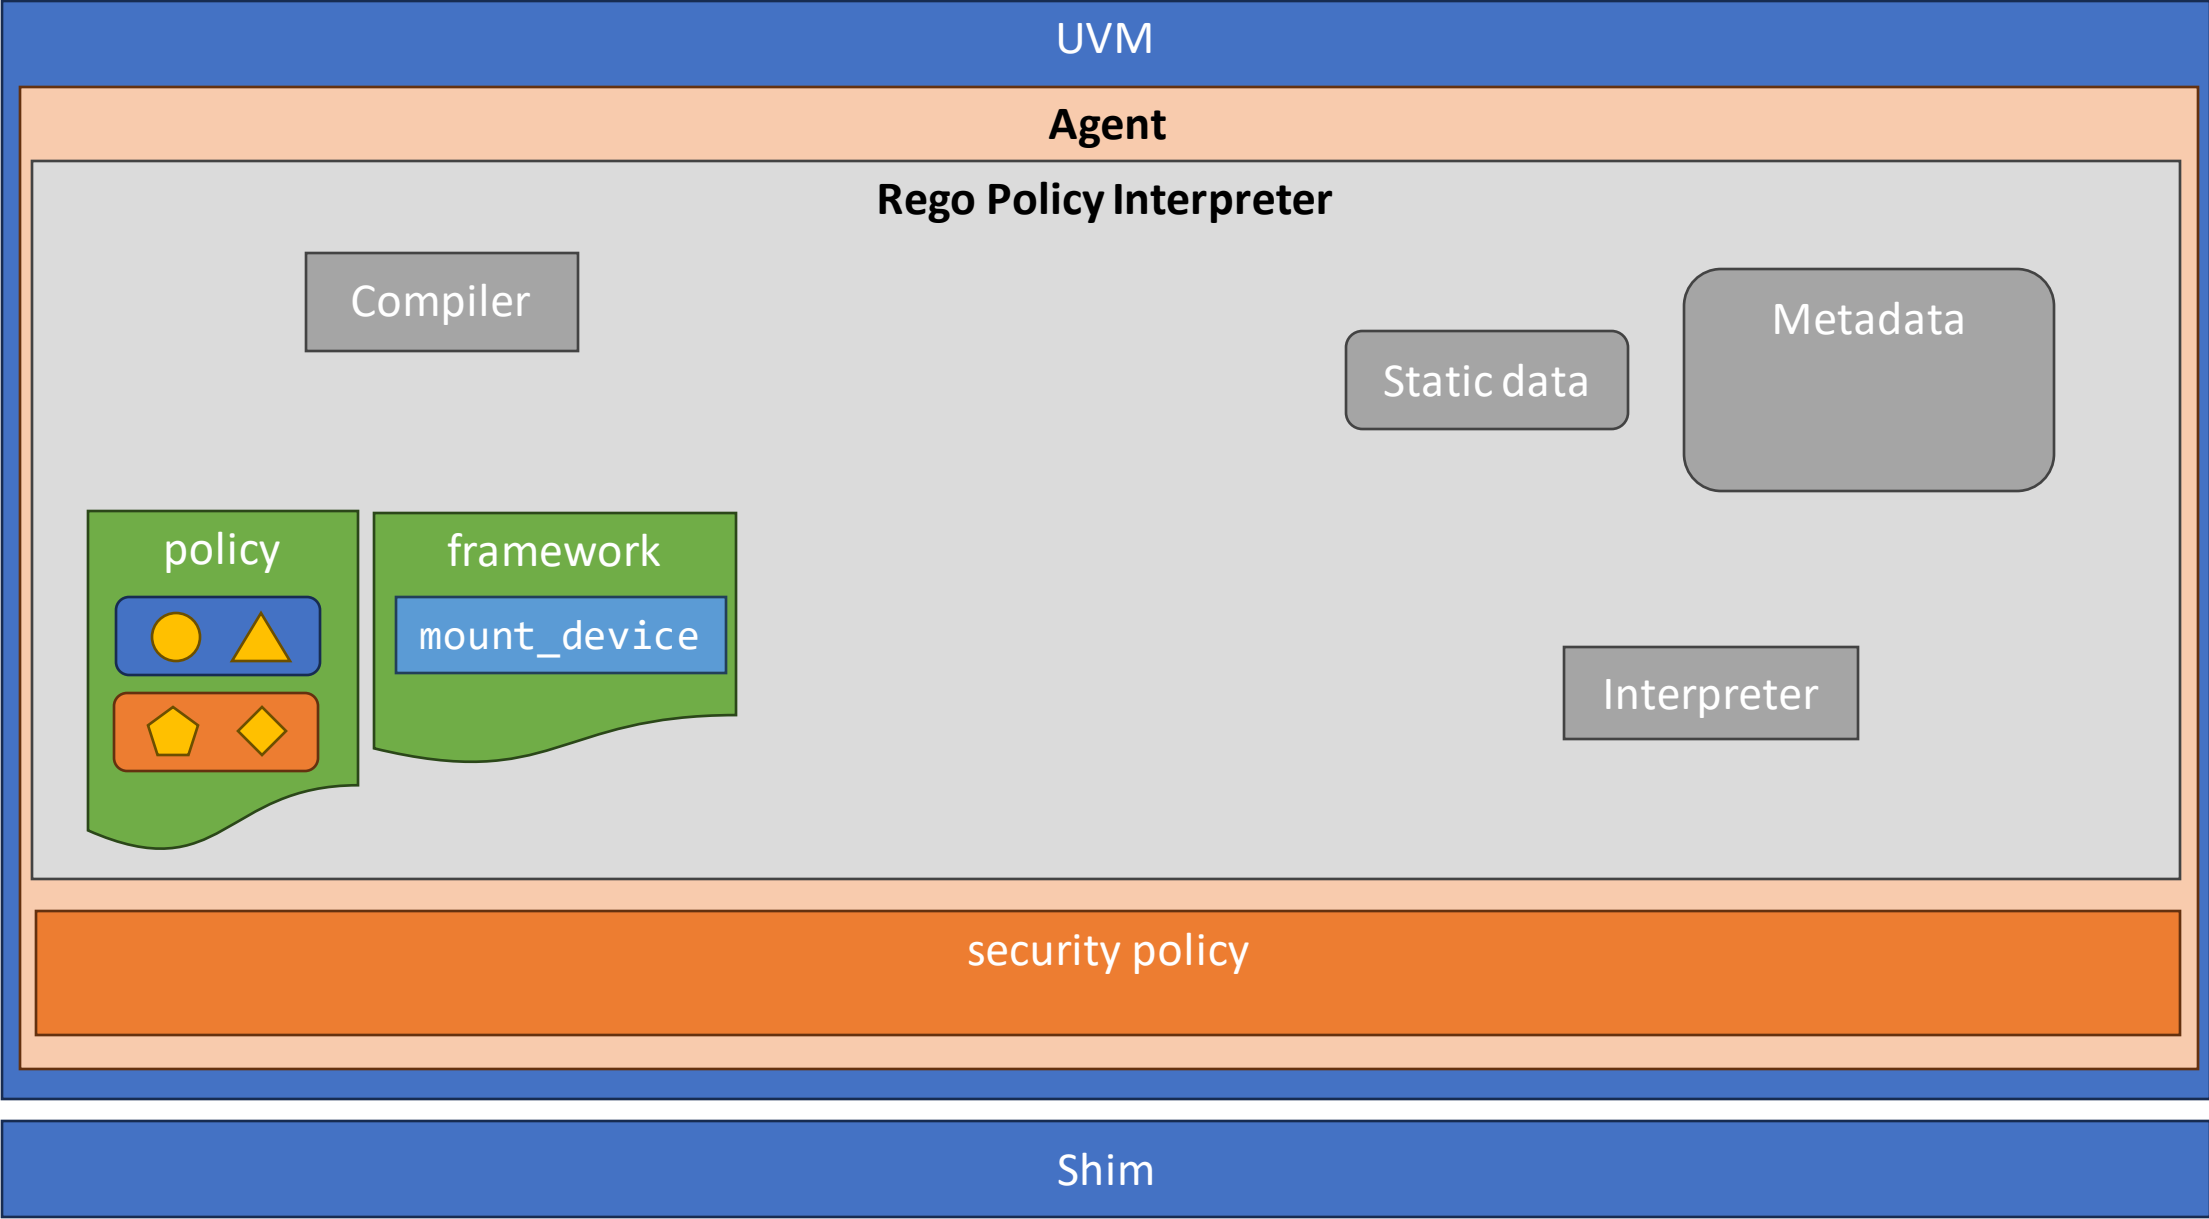 UVM
Agent
Rego Policy Interpreter
Compiler
Metadata
Static data
policy
framework
mount_device
Interpreter
security policy
Shim